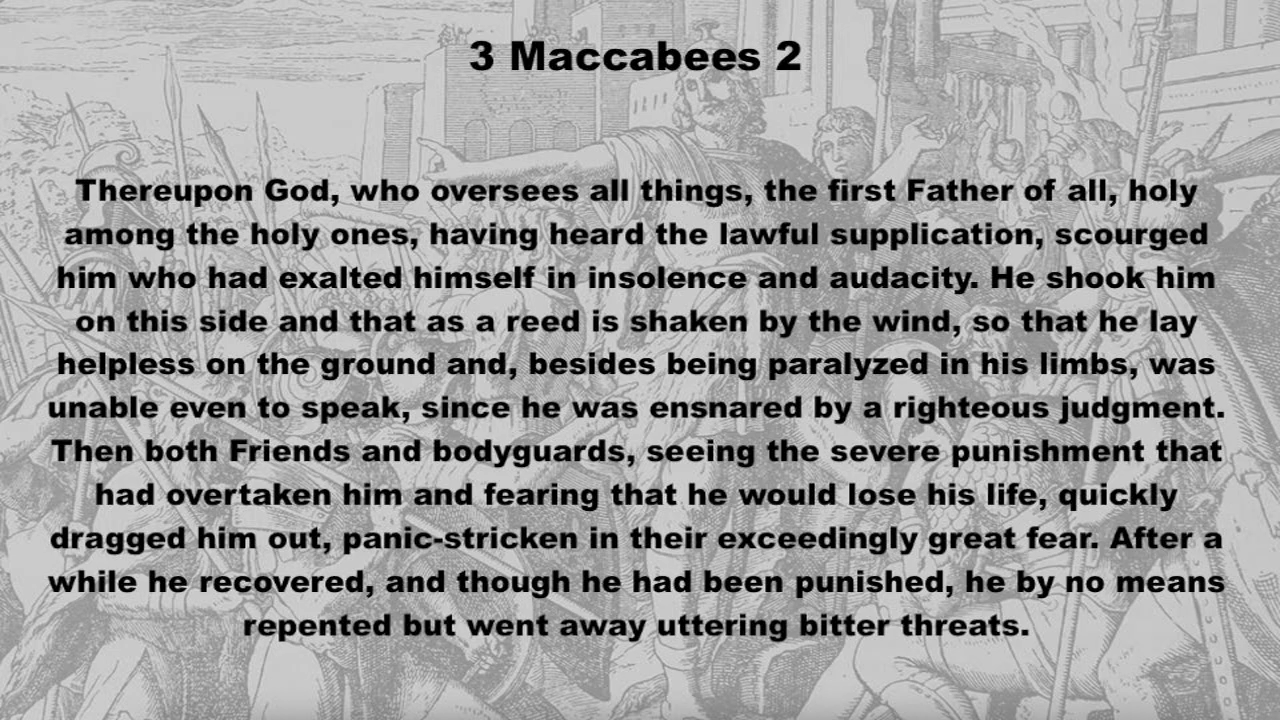 3 Maccabees 2
Thereupon God, who oversees all things, the first Father of all, holy
among the holy ones, having heard the lawful supplication, scourged
him who had exalted himself in insolence and audacity. He shook him
on this side and that as a reed is shaken by the wind, so that he lay
helpless on the ground and, besides being paralyzed in his limbs, was
unable even to speak, since he was ensnared by a righteous judgment.
Then both Friends and bodyguards, seeing the severe punishment that
had overtaken him and fearing that he would lose his life, quickly
dragged him out, panic-stricken in their exceedingly great fear. After a
while he recovered, and though he had been punished, he by no means
repented but went away uttering bitter threats.